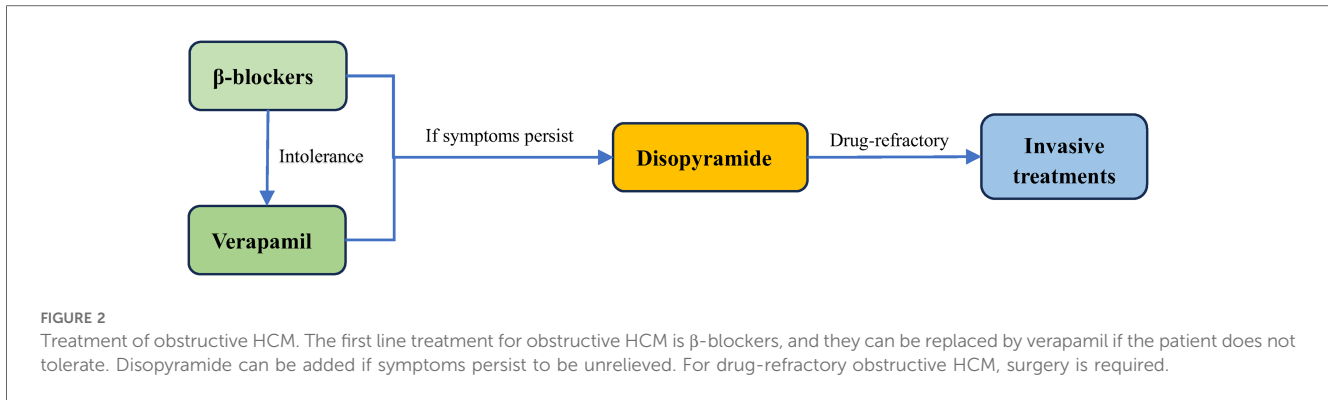 β-blockers
If symptoms persist
Drug-refractory
Intolerance
Disopyramide
Invasive
treatments
Verapamil
FIGURE 2
Treatment of obstructive HCM. The first line treatment for obstructive HCM is β-blockers, and they can be replaced by verapamil if the patient does not
tolerate. Disopyramide can be added if symptoms persist to be unrelieved. For drug-refractory obstructive HCM, surgery is required.